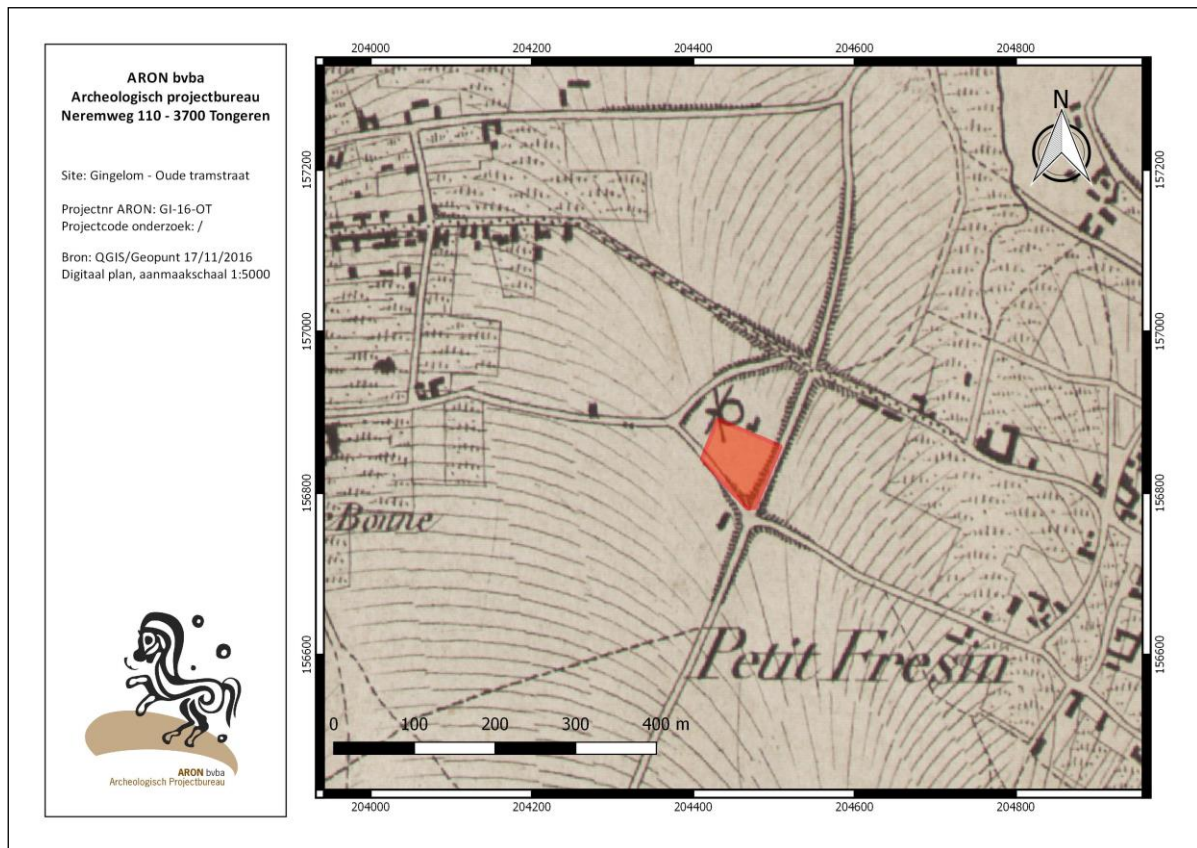 ARON bvba
Archeologisch projectbureau
Neremweg 110 - 3700 Tongeren
Site: Gingelom - Oude tramstraat
Projectnr ARON: GI-16-OT
Projectcode onderzoek: /
Bron: QGIS/Geopunt 17/11/2016
Digitaal plan, aanmaakschaal 1:5000
ARON bvba
Archeologisch Projectbureau
204000 204200 204400 204600 204800
N
157200 157200
157000 157000
156800 156800
Bonne
156600 156600
Petit Fresin
0 100 200 300 400 m
204000 204200 204400 204600 204800